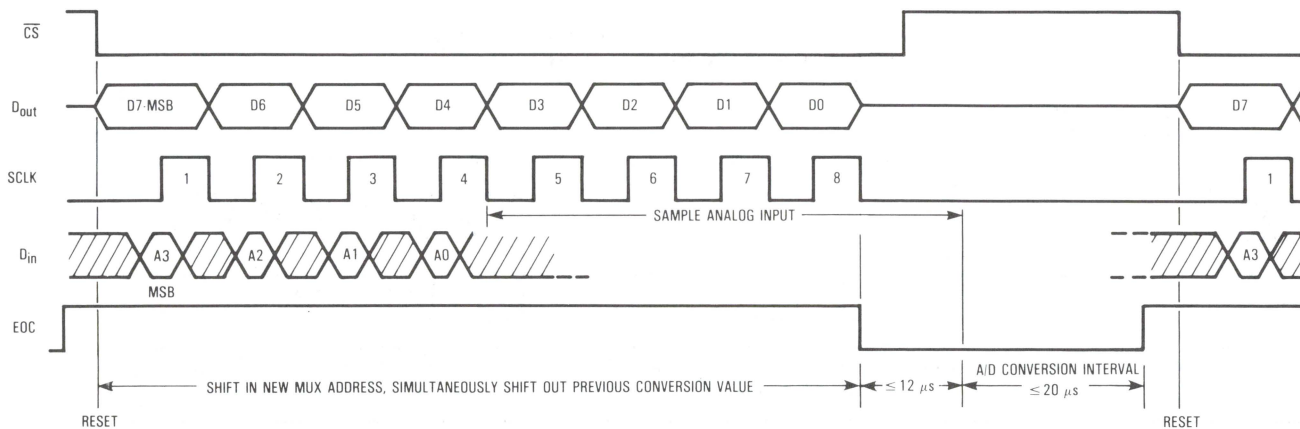 CS
Dout D7-MSB D6 D5 D4 D3 D2 D1 D0 D7
SCLK 1 2 3 4 5 6 7 8 1
SAMPLE ANALOG INPUT
Din A3 A2 A1 A0 A3
MSB
EOC
SHIFT IN NEW MUX ADDRESS, SIMULTANEOUSLY SHIFT OUT PREVIOUS CONVERSION VALUE
≤12 μs
A/D CONVERSION INTERVAL
≤20 μs
RESET RESET